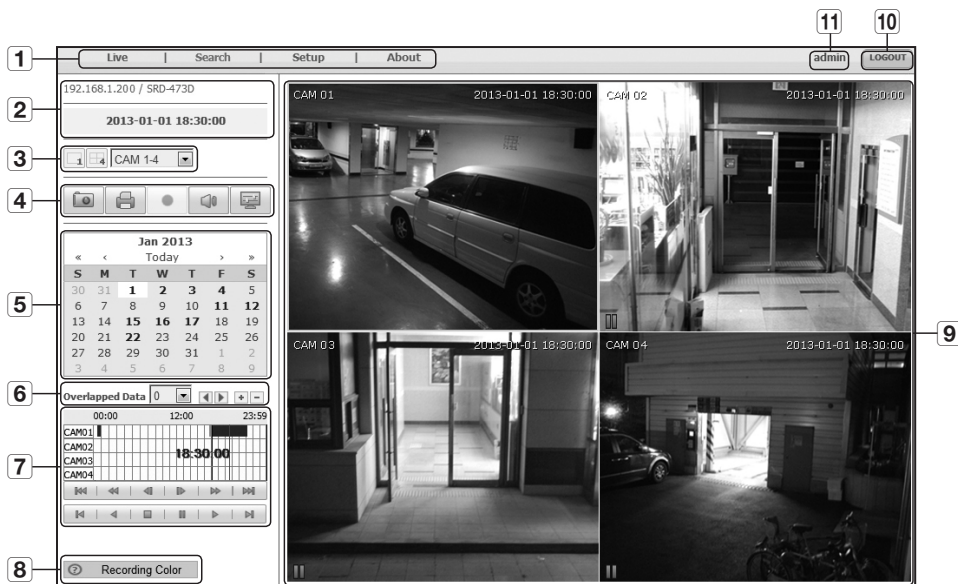 11 10
1 Live | Search | Setup | About admin LOGOUT
2 192.168.1.200 / SRD-473D
2013-01-01 18:30:00
3 1 4 CAM 1-4
4
5 Jan 2013
« ‹ Today › »
S M T W T F S
30 31 1 2 3 4 5
6 7 8 9 10 11 12
13 14 15 16 17 18 19
20 21 22 23 24 25 26
27 28 29 30 31 1 2
3 4 5 6 7 8 9
6 Overlapped Data 0
7 00:00 12:00 23:59
CAM01
CAM02
18:30:00
CAM03
CAM04
8 ? Recording Color
CAM 01 2013-01-01 18:30:00
CAM 02 2013-01-01 18:30:00
CAM 03 2013-01-01 18:30:00
CAM 04 2013-01-01 18:30:00
9